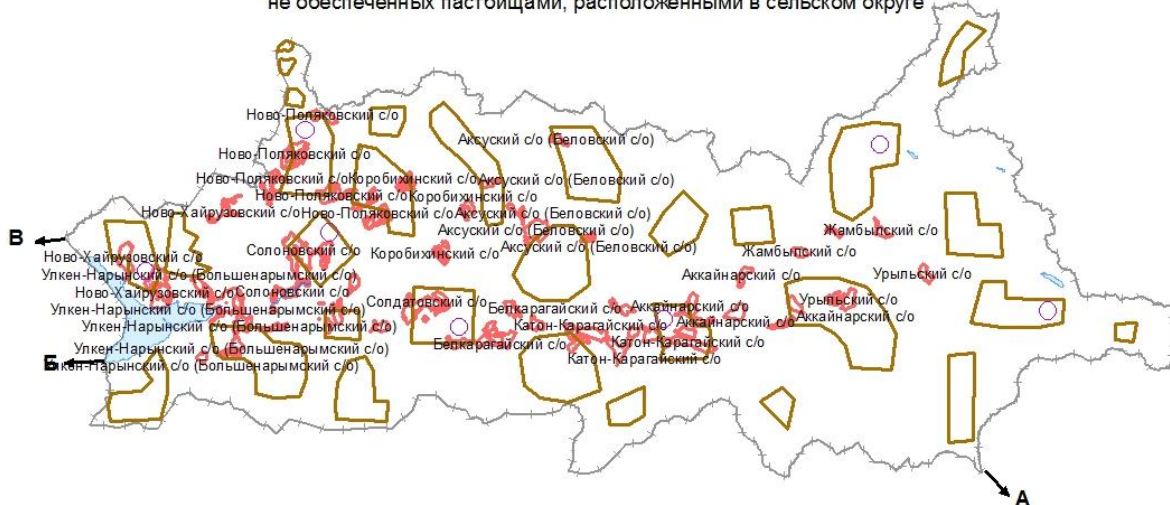 не обеспеченных пастбищами, расположенными в сельском округе
Ново-Поляковский с/о
Аксуский с/о (Беловский с/о)
Ново-Поляковский с/о
Ново-Поляковский с/о
Коробихинский с/о
Аксуский с/о (Беловский с/о)
Ново-Поляковский с/о
Коробихинский с/о
Ново-Хайрузовский с/о
Ново-Поляковский с/о
Аксуский с/о (Беловский с/о)
Аксуский с/о (Беловский с/о)
Жамбылский с/о
В
Аксуский с/о (Беловский с/о)
Солоновский с/о
Коробихинский с/о
Жамбылский с/о
Ново-Хайрузовский с/о
Улкен-Нарынский с/о (Большенарымский с/о)
Аккайнарский с/о
Урыльский с/о
Ново-Хайрузовский с/о
Солоновский с/о
Солдатовский с/о
Урыльский с/о
Улкен-Нарынский с/о (Большенарымский с/о)
Белкарагайский с/о
Аккайнарский с/о
Аккайнарский с/о
Улкен-Нарынский с/о (Большенарымский с/о)
Катон-Карагайский с/о
Аккайнарский с/о
Белкарагайский с/о
Катон-Карагайский с/о
Улкен-Нарынский с/о (Большенарымский с/о)
Катон-Карагайский с/о
Б
Улкен-Нарынский с/о (Большенарымский с/о)
А